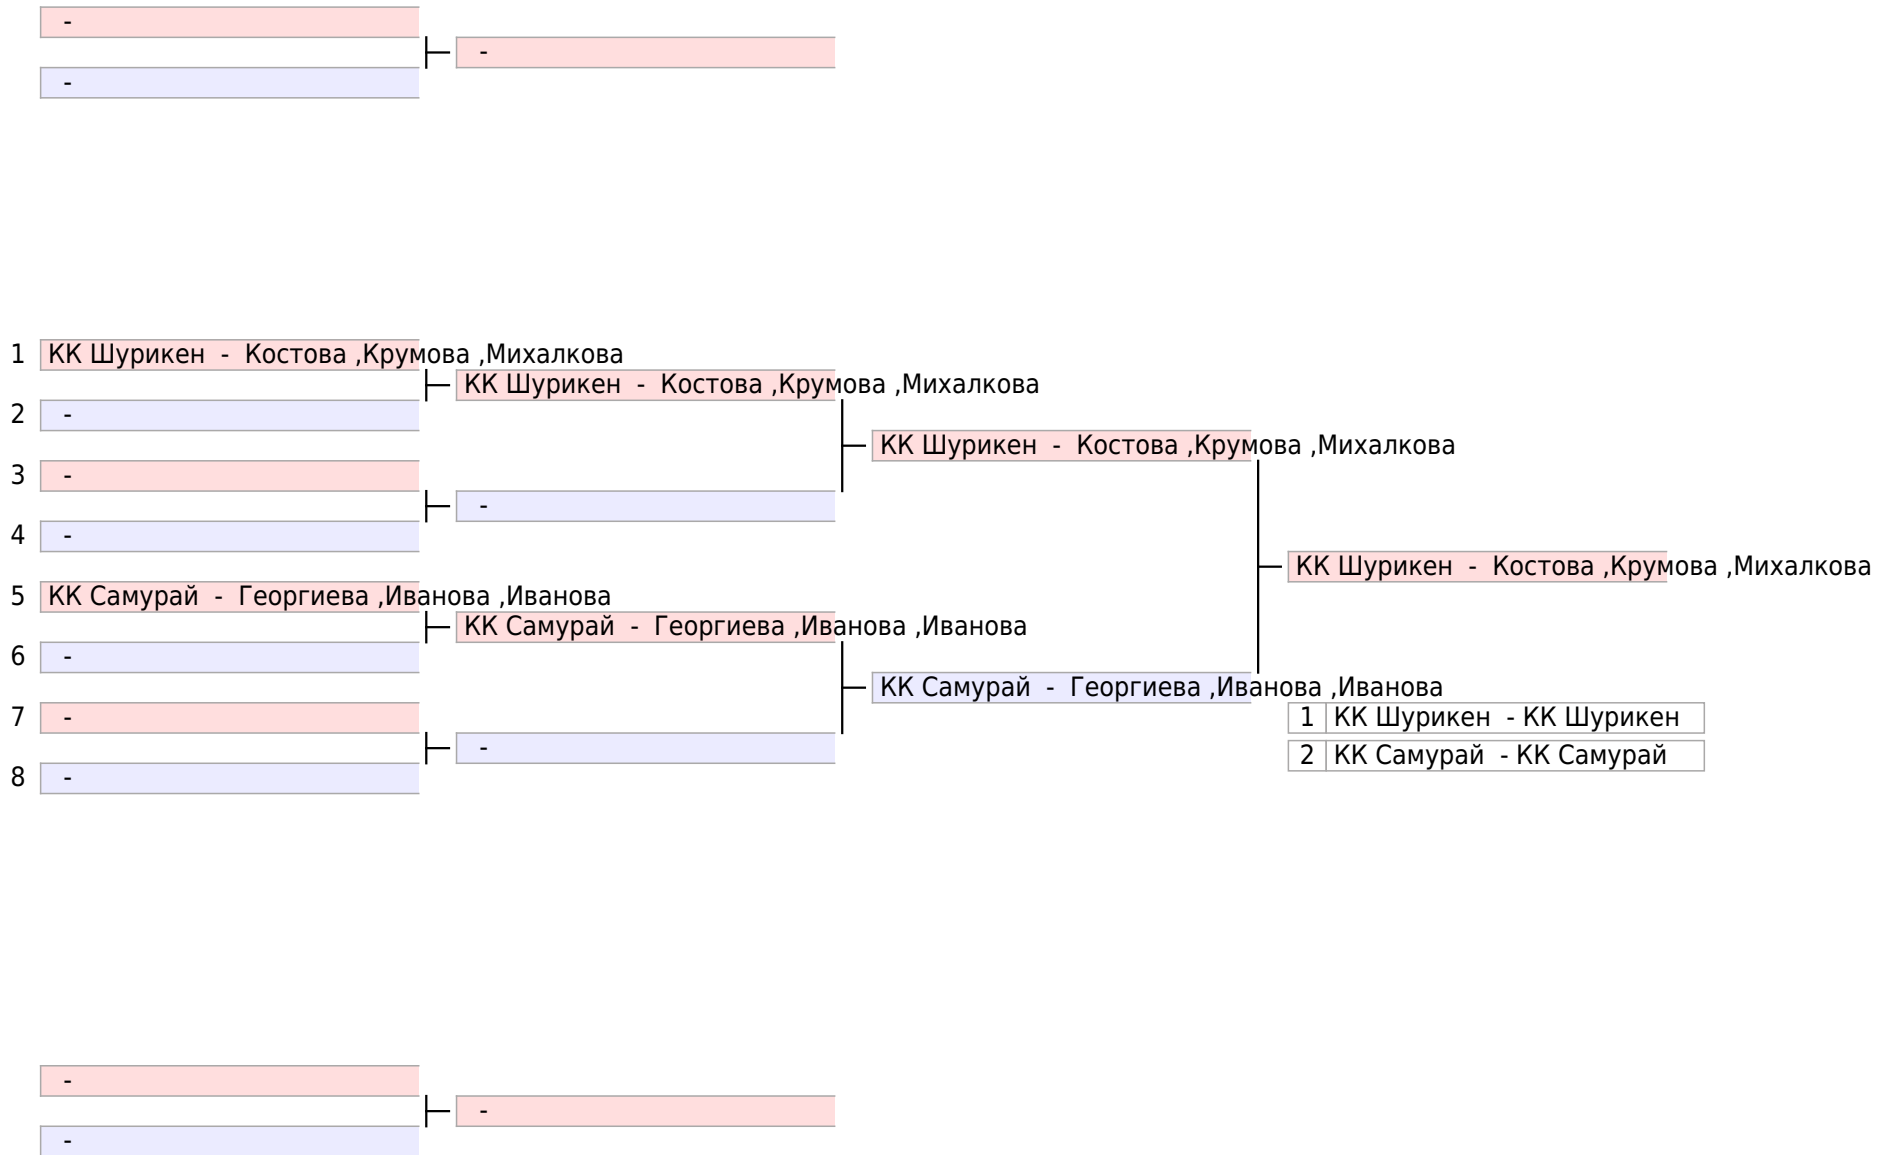 -
-
-
1 КК Шурикен - Костова ,Крумова ,Михалкова
КК Шурикен - Костова ,Крумова ,Михалкова
2 -
КК Шурикен - Костова ,Крумова ,Михалкова
3 -
-
4 -
КК Шурикен - Костова ,Крумова ,Михалкова
5 КК Самурай - Георгиева ,Иванова ,Иванова
КК Самурай - Георгиева ,Иванова ,Иванова
6 -
КК Самурай - Георгиева ,Иванова ,Иванова
7 -
1 КК Шурикен - КК Шурикен
-
2 КК Самурай - КК Самурай
8 -
-
-
-